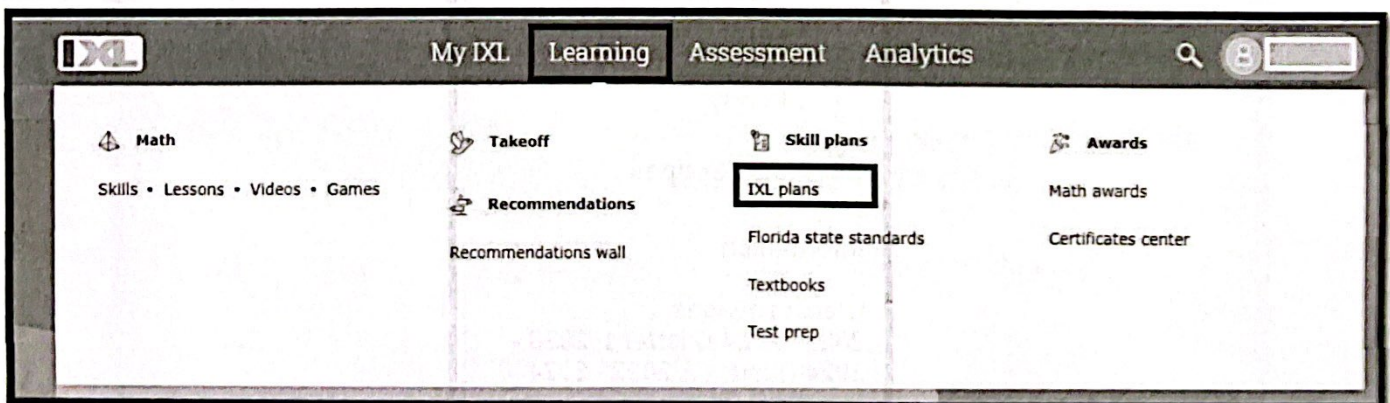 IXL
My IXL Learning Assessment Analytics
Math
Skills • Lessons • Videos • Games
Takeoff
Recommendations
Recommendations wall
Skill plans
IXL plans
Florida state standards
Textbooks
Test prep
Awards
Math awards
Certificates center